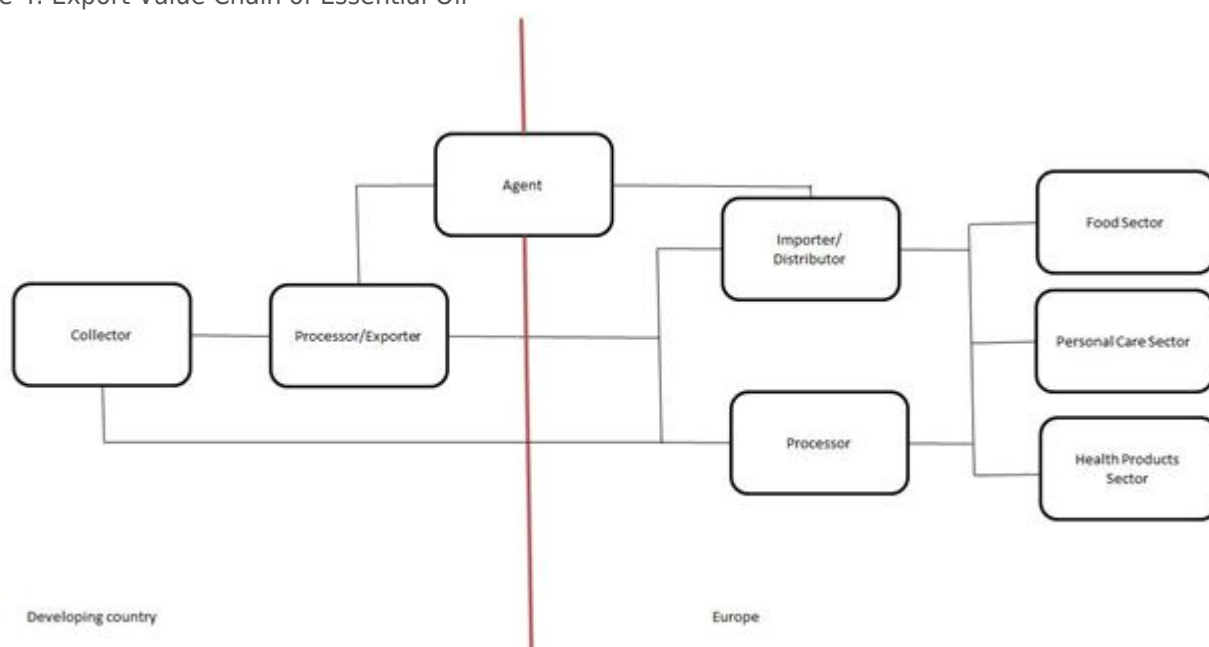 4. Export Value Chain of Essential Oil
Agent
Food Sector
Importer/
Distributor
Collector
Processor/Exporter
Personal Care Sector
Processor
Health Products
Sector
Developing country
Europe